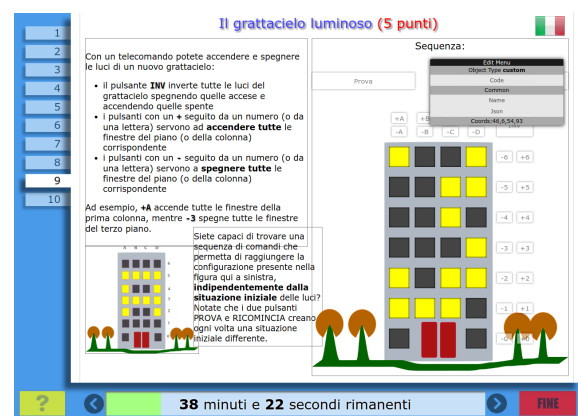 Il grattacielo luminoso (5 punti)
1
2
3
4
5
6
7
8
9
10
Con un telecomando potete accendere e spegnere
le luci di un nuovo grattacielo:
• il pulsante INV inverte tutte le luci del
grattacielo spegnendo quelle accese e
accendendo quelle spente
• i pulsanti con un + seguito da un numero (o da
una lettera) servono ad accendere tutte le
finestre del piano (o della colonna)
corrispondente
• i pulsanti con un - seguito da un numero (o da
una lettera) servono a spegnere tutte le
finestre del piano (o della colonna)
corrispondente
Ad esempio, +A accende tutte le finestre della
prima colonna, mentre -3 spegne tutte le finestre
del terzo piano.
A B C D
6
5
4
3
2
1
Siete capaci di trovare una
sequenza di comandi che
permetta di raggiungere la
configurazione presente nella
figura qui a sinistra,
indipendentemente dalla
situazione iniziale delle luci?
Notate che i due pulsanti
PROVA e RICOMINCIA creano
ogni volta una situazione
iniziale differente.
Sequenza:
Prova
Edit Menu
Object Type custom
Code
Common
Name
Json
Coords:46,6,54,93
+A
-A -B -C -D
-6 +6
-5 +5
-4 +4
-3 +3
-2 +2
-1 +1
? 38 minuti e 22 secondi rimanenti FINE